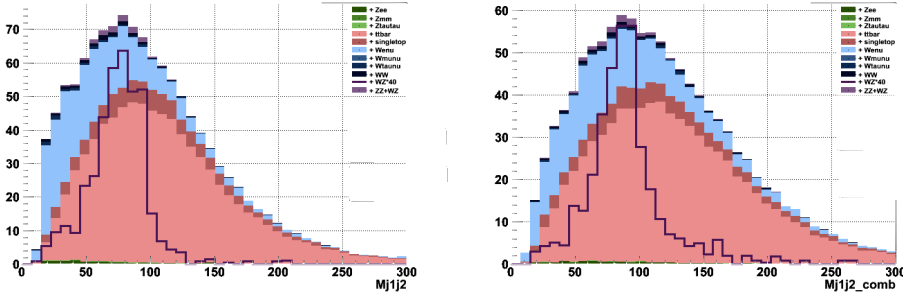 70
60
50
40
30
20
10
0
+ Zee
+ Zmm
+ Ztautau
+ ttbar
+ singletop
+ Wenu
+ Wmunu
+ Wtaunu
+ WW
+ WZ*40
+ ZZ+WZ
0 50 100 150 200 250 300
Mj1j2
60
50
40
30
20
10
0
+ Zee
+ Zmm
+ Ztautau
+ ttbar
+ singletop
+ Wenu
+ Wmunu
+ Wtaunu
+ WW
+ WZ*40
+ ZZ+WZ
0 50 100 150 200 250 300
Mj1j2_comb